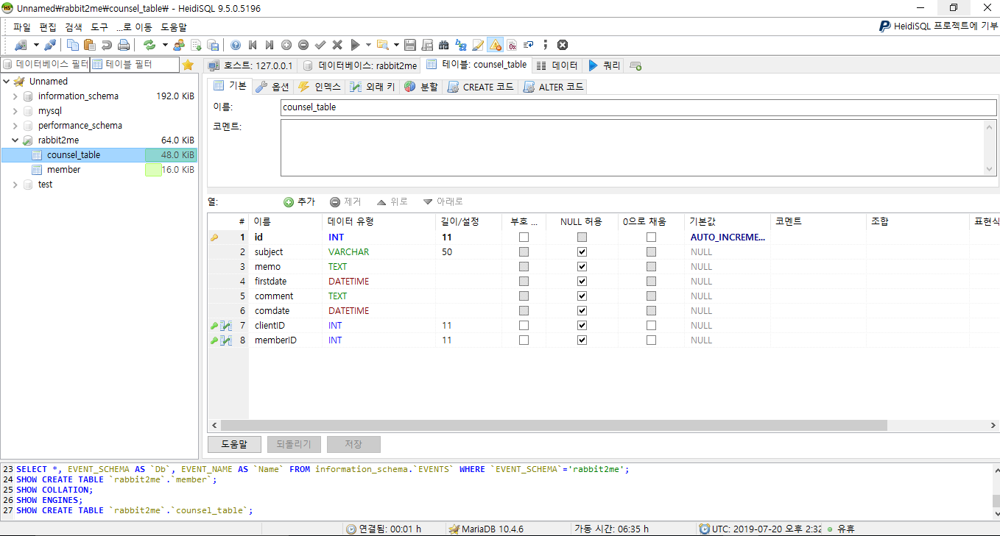 Unnamed₩rabbit2me₩counsel_table₩ - HeidiSQL 9.5.0.5196
파일 편집 검색 도구 ...로 이동 도움말
HeidiSQL 프로젝트에 기부
데이터베이스 필터 테이블 필터
호스트: 127.0.0.1 데이터베이스: rabbit2me 테이블: counsel_table 데이터 쿼리
Unnamed
information_schema 192.0 KiB
mysql
performance_schema
rabbit2me 64.0 KiB
counsel_table 48.0 KiB
member 16.0 KiB
test
기본 옵션 인덱스 외래 키 분할 CREATE 코드 ALTER 코드
이름: counsel_table
코멘트:
열: 추가 제거 위로 아래로
# 이름 데이터 유형 길이/설정 부호 ... NULL 허용 0으로 채움 기본값 코멘트 조합 표현식
1 id INT 11 AUTO_INCREME...
2 subject VARCHAR 50 NULL
3 memo TEXT NULL
4 firstdate DATETIME NULL
5 comment TEXT NULL
6 comdate DATETIME NULL
7 clientID INT 11 NULL
8 memberID INT 11 NULL
도움말 되돌리기 저장
23 SELECT *, EVENT_SCHEMA AS `Db`, EVENT_NAME AS `Name` FROM information_schema.`EVENTS` WHERE `EVENT_SCHEMA`='rabbit2me';
24 SHOW CREATE TABLE `rabbit2me`.`member`;
25 SHOW COLLATION;
26 SHOW ENGINES;
27 SHOW CREATE TABLE `rabbit2me`.`counsel_table`;
연결됨: 00:01 h MariaDB 10.4.6 가동 시간: 06:35 h UTC: 2019-07-20 오후 2:32 유휴